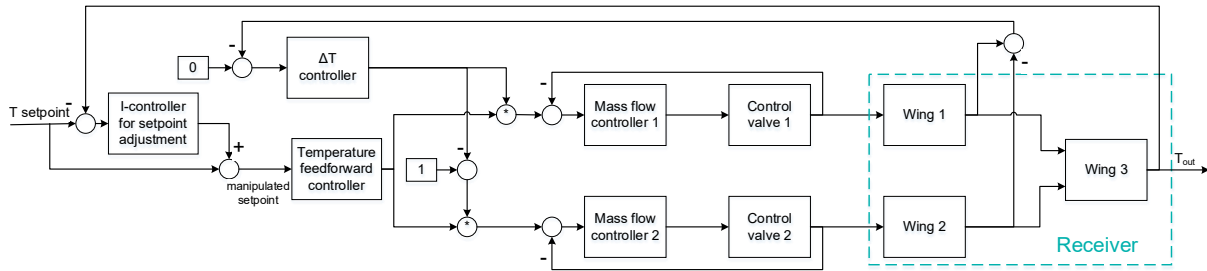 -
0
ΔT
controller
-
-
T setpoint
-
I-controller
for setpoint
adjustment
+
manipulated
setpoint
Temperature
feedforward
controller
*
-
1
*
-
Mass flow
controller 1
Control
valve 1
Wing 1
Wing 3
T_out
Mass flow
controller 2
Control
valve 2
Wing 2
-
Receiver